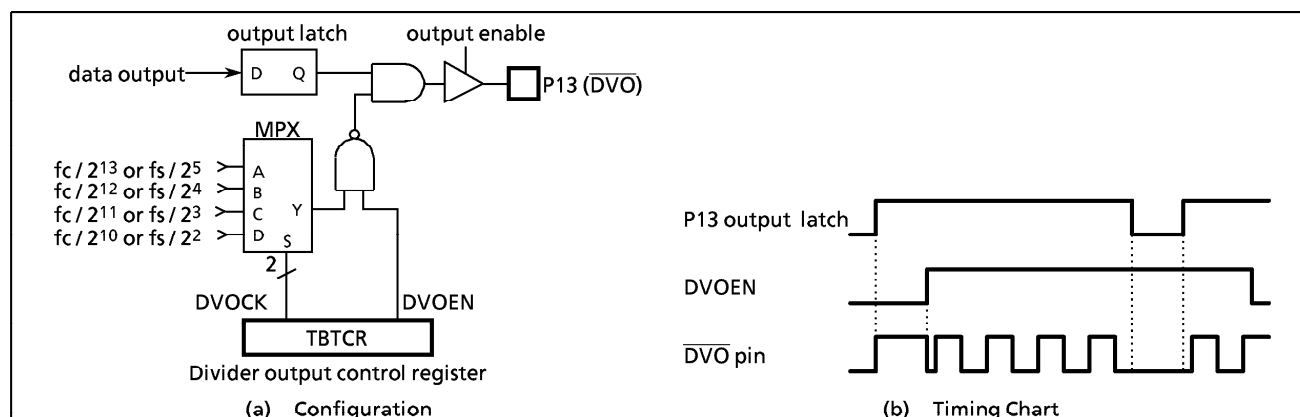 output latch
output enable
data output
D Q
P13 (DVO)
MPX
fc / 2¹³ or fs / 2⁵
fc / 2¹² or fs / 2⁴
fc / 2¹¹ or fs / 2³
fc / 2¹⁰ or fs / 2²
A
B
C
D
Y
S
2
DVOCK
DVOEN
TBTCR
Divider output control register
(a) Configuration
P13 output latch
DVOEN
DVO pin
(b) Timing Chart